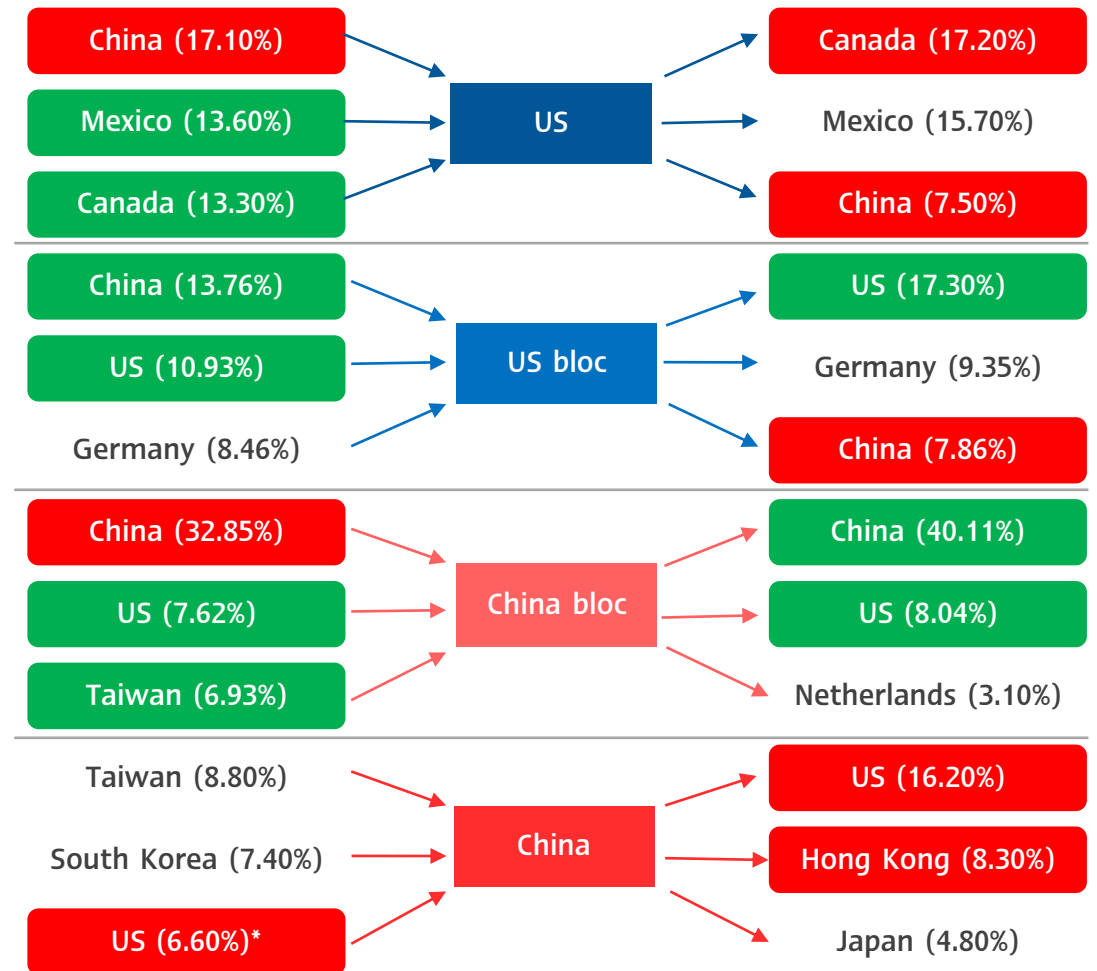 China (17.10%)
Mexico (13.60%)
Canada (13.30%)
US
Canada (17.20%)
Mexico (15.70%)
China (7.50%)
China (13.76%)
US (10.93%)
Germany (8.46%)
US bloc
US (17.30%)
Germany (9.35%)
China (7.86%)
China (32.85%)
US (7.62%)
Taiwan (6.93%)
China bloc
China (40.11%)
US (8.04%)
Netherlands (3.10%)
Taiwan (8.80%)
South Korea (7.40%)
US (6.60%)*
China
US (16.20%)
Hong Kong (8.30%)
Japan (4.80%)